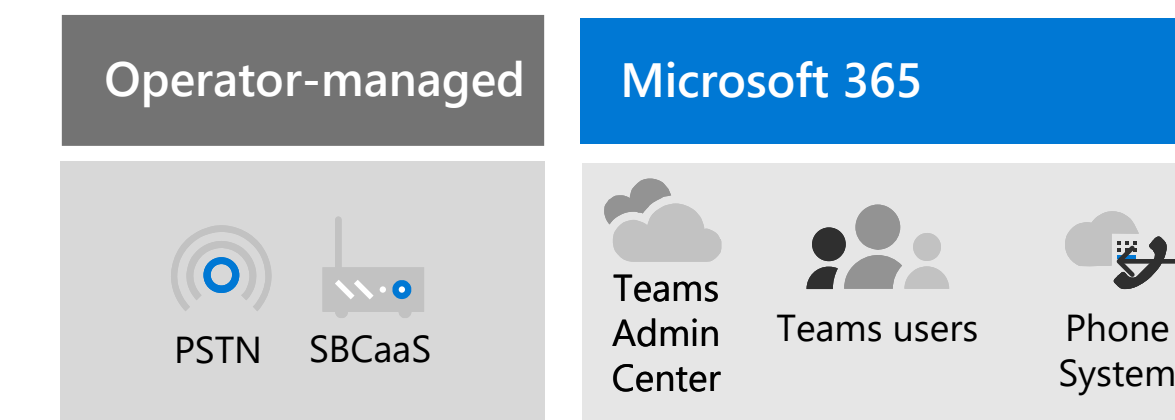 Operator-managed
Microsoft 365
PSTN
SBCaaS
Teams
Admin
Center
Teams users
Phone
System